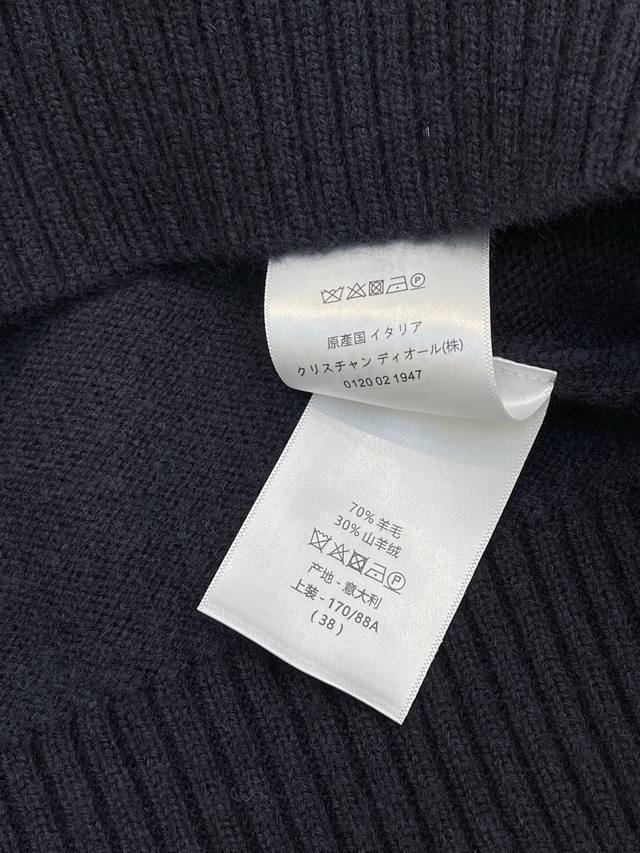 原產国 イタリア
クリスチャン ディオール(株)
0120 02 1947
70% 羊毛
30% 山羊绒
P
产地 - 意大利
上装 - 170/88A
( 38 )